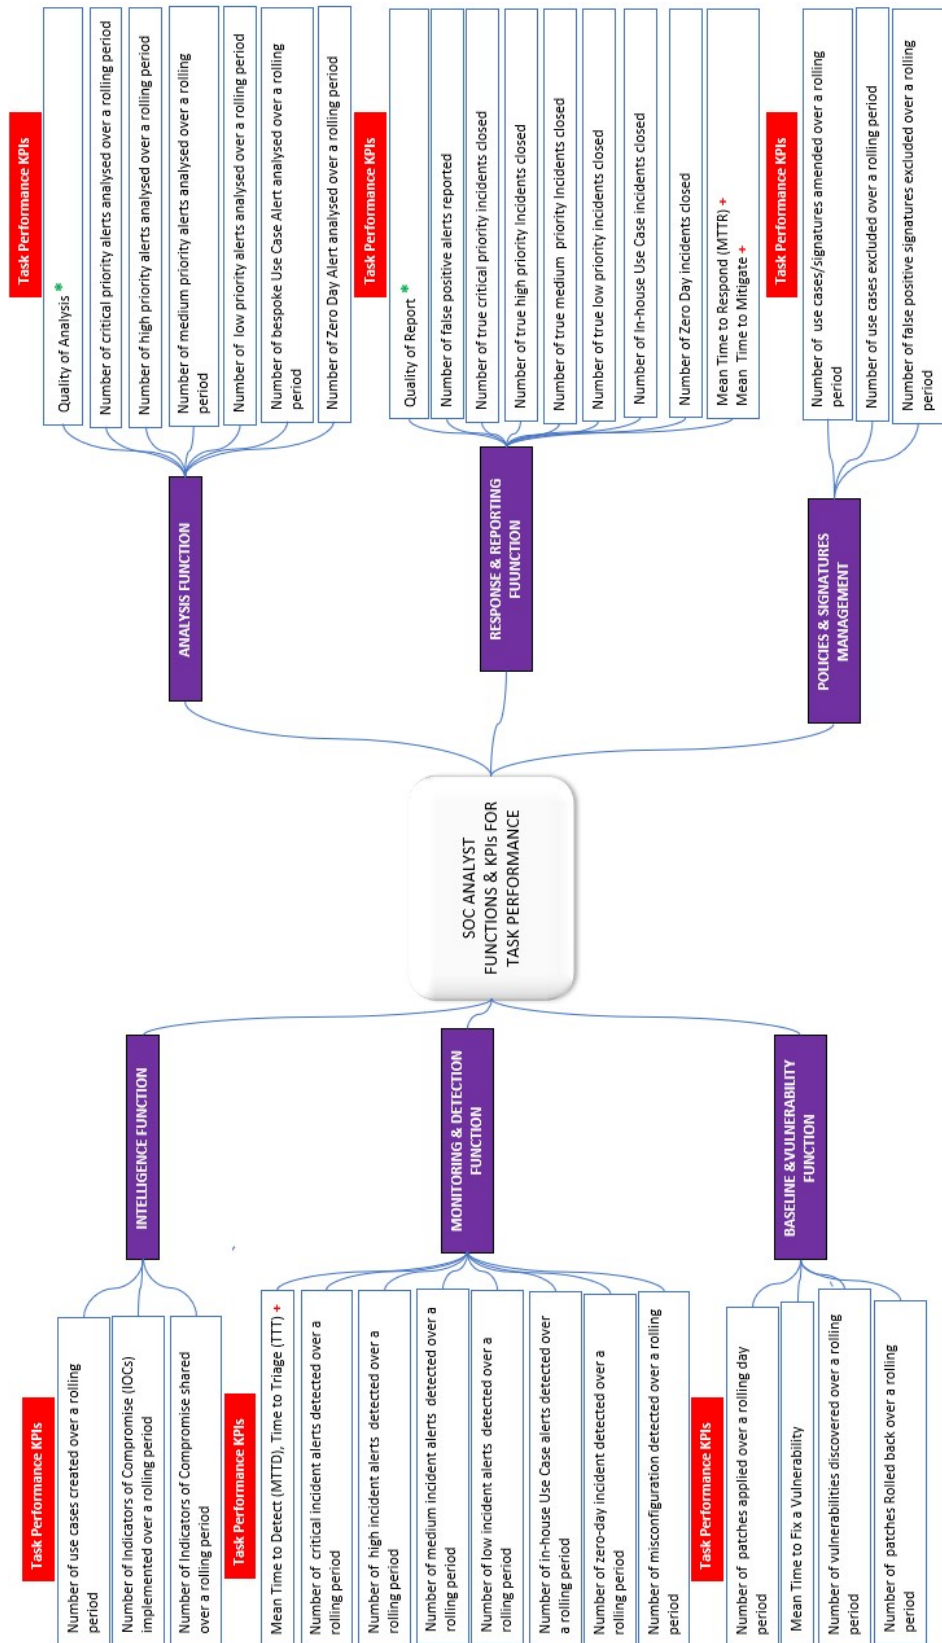 Task Performance KPIs
Number of use cases created over a rolling
period
Number of Indicators of Compromise (IOCs)
implemented over a rolling period
Number of Indicators of Compromise shared
over a rolling period
INTELLIGENCE FUNCTION
Task Performance KPIs
Mean Time to Detect (MTTD), Time to Triage (TTT) +
Number of critical incident alerts detected over a
rolling period
Number of high incident alerts detected over a
rolling period
Number of medium incident alerts detected over a
rolling period
Number of low incident alerts detected over a
rolling period
Number of in-house Use Case alerts detected over
a rolling period
Number of zero-day incident detected over a
rolling period
Number of misconfiguration detected over a rolling
period
MONITORING & DETECTION
FUNCTION
Task Performance KPIs
Number of patches applied over a rolling day
period
Mean Time to Fix a Vulnerability
Number of vulnerabilities discovered over a rolling
period
Number of patches Rolled back over a rolling
period
BASELINE &VULNERABILITY
FUNCTION
SOC ANALYST
FUNCTIONS & KPIs FOR
TASK PERFORMANCE
ANALYSIS FUNCTION
Task Performance KPIs
Quality of Analysis *
Number of critical priority alerts analysed over a rolling period
Number of high priority alerts analysed over a rolling period
Number of medium priority alerts analysed over a rolling
period
Number of low priority alerts analysed over a rolling period
Number of bespoke Use Case Alert analysed over a rolling
period
Number of Zero Day Alert analysed over a rolling period
RESPONSE & REPORTING
FUUNCTION
Task Performance KPIs
Quality of Report *
Number of false positive alerts reported
Number of true critical priority incidents closed
Number of true high priority Incidents closed
Number of true medium priority Incidents closed
Number of true low priority incidents closed
Number of In-house Use Case incidents closed
Number of Zero Day incidents closed
Mean Time to Respond (MTTR) +
Mean Time to Mitigate +
POLICIES & SIGNATURES
MANAGEMENT
Task Performance KPIs
Number of use cases/signatures amended over a rolling
period
Number of use cases excluded over a rolling period
Number of false positive signatures excluded over a rolling
period